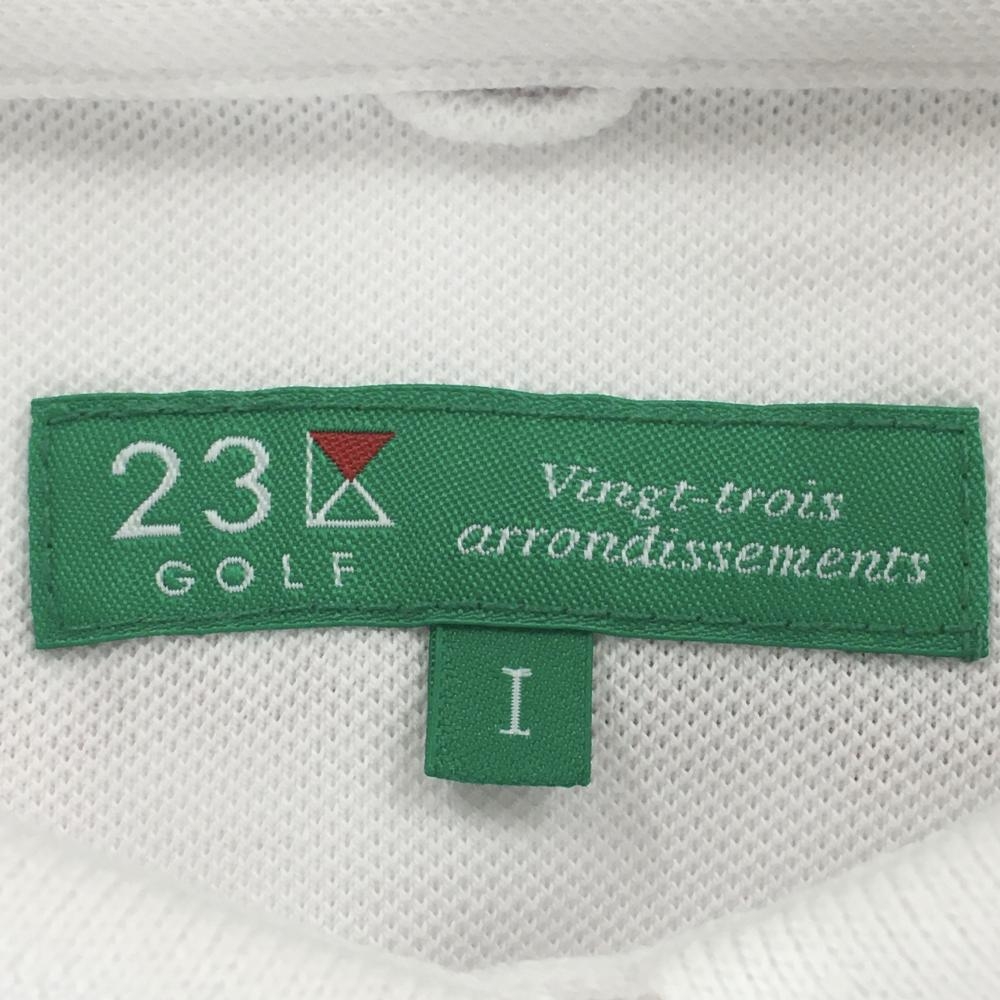 23
GOLF
Vingt-trois
arrondissements
I